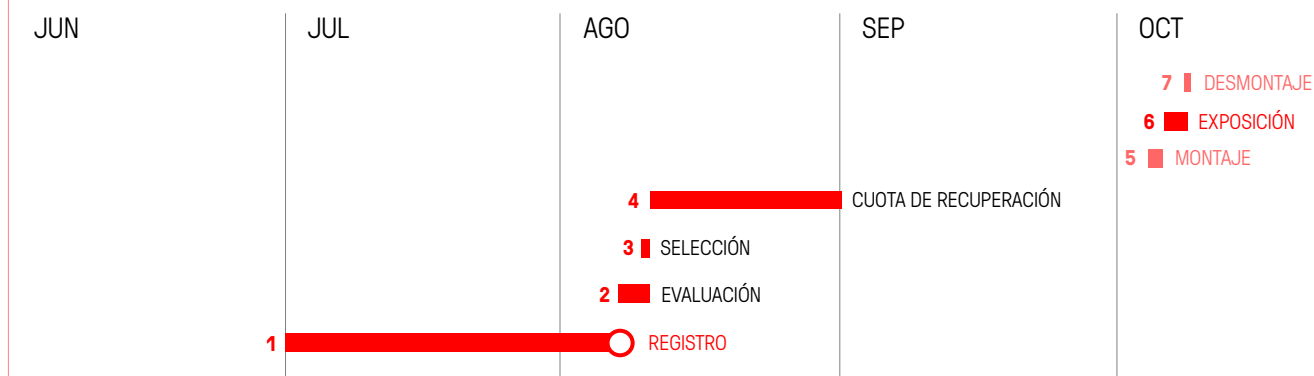 JUN
JUL
AGO
SEP
OCT
7 DESMONTAJE
6 EXPOSICIÓN
5 MONTAJE
4 CUOTA DE RECUPERACIÓN
3 SELECCIÓN
2 EVALUACIÓN
1 REGISTRO